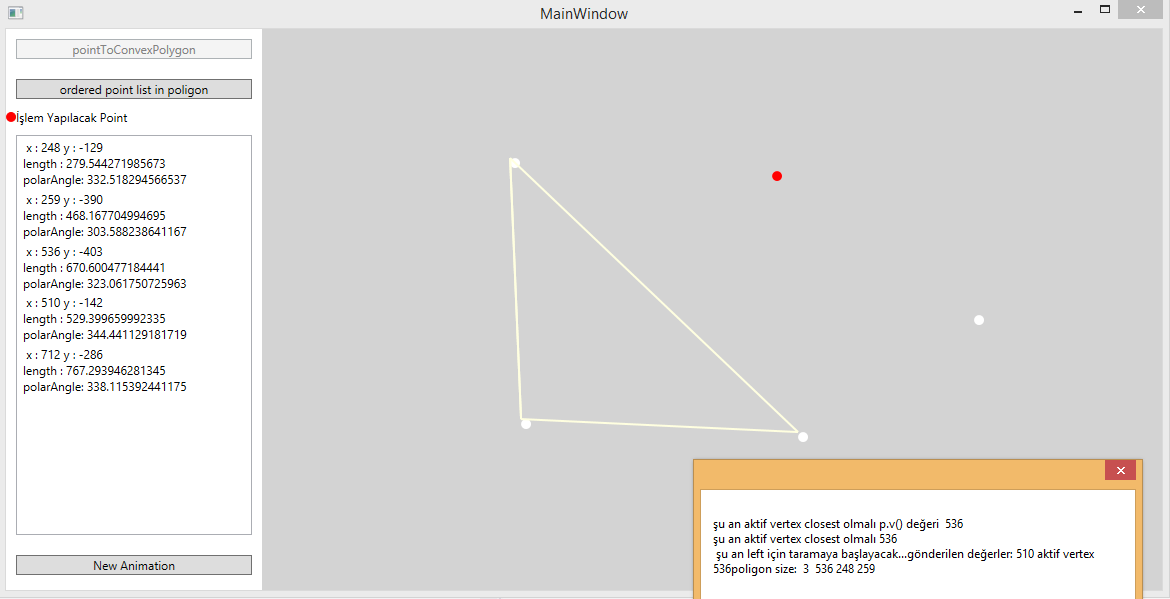 MainWindow
pointToConvexPolygon
ordered point list in poligon
İşlem Yapılacak Point
x : 248 y : -129
length : 279.544271985673
polarAngle: 332.518294566537
x : 259 y : -390
length : 468.167704994695
polarAngle: 303.588238641167
x : 536 y : -403
length : 670.600477184441
polarAngle: 323.061750725963
x : 510 y : -142
length : 529.399659992335
polarAngle: 344.441129181719
x : 712 y : -286
length : 767.293946281345
polarAngle: 338.115392441175
New Animation
şu an aktif vertex closest olmalı p.v() değeri  536
şu an aktif vertex closest olmalı 536
şu an left için taramaya başlayacak...gönderilen değerler: 510 aktif vertex
536poligon size:  3  536 248 259